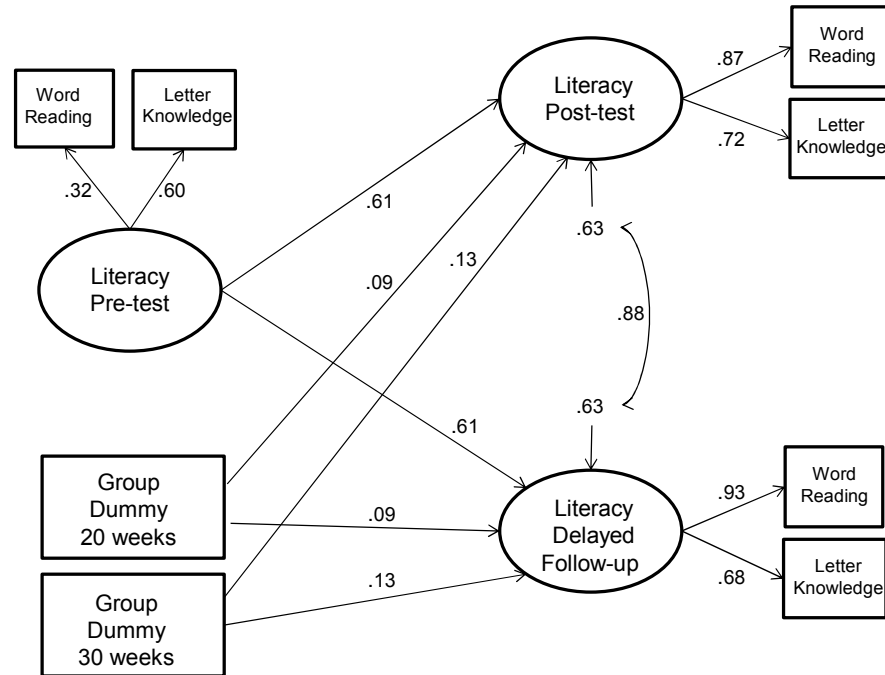 Word
Reading
Letter
Knowledge
.32
.60
Literacy
Pre-test
Literacy
Post-test
.87
.72
Word
Reading
Letter
Knowledge
.61
.09
.13
.63
.88
.63
.61
Group
Dummy
20 weeks
.09
Group
Dummy
30 weeks
.13
Literacy
Delayed
Follow-up
.93
.68
Word
Reading
Letter
Knowledge